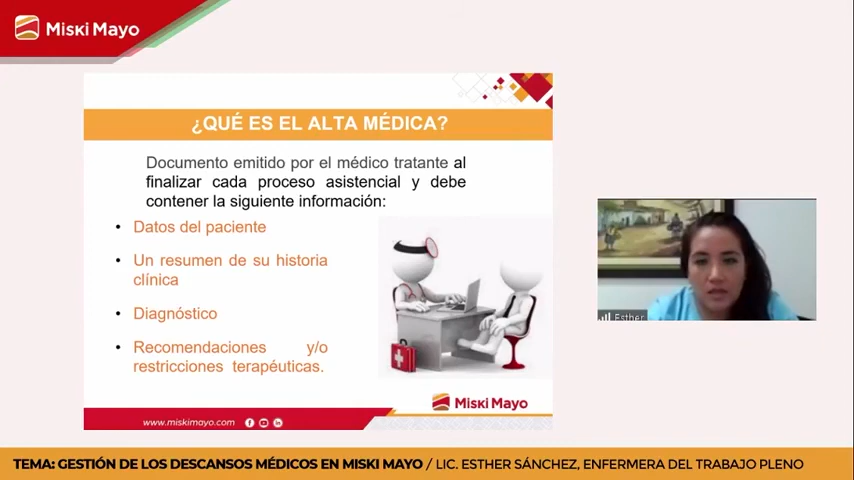 Miski Mayo
¿QUÉ ES EL ALTA MÉDICA?
Documento emitido por el médico tratante al
finalizar cada proceso asistencial y debe
contener la siguiente información:
• Datos del paciente
• Un resumen de su historia
clínica
• Diagnóstico
• Recomendaciones y/o
restricciones terapéuticas.
Miski Mayo
www.miskimayo.com
Esther
TEMA: GESTIÓN DE LOS DESCANSOS MÉDICOS EN MISKI MAYO / LIC. ESTHER SÁNCHEZ, ENFERMERA DEL TRABAJO PLENO